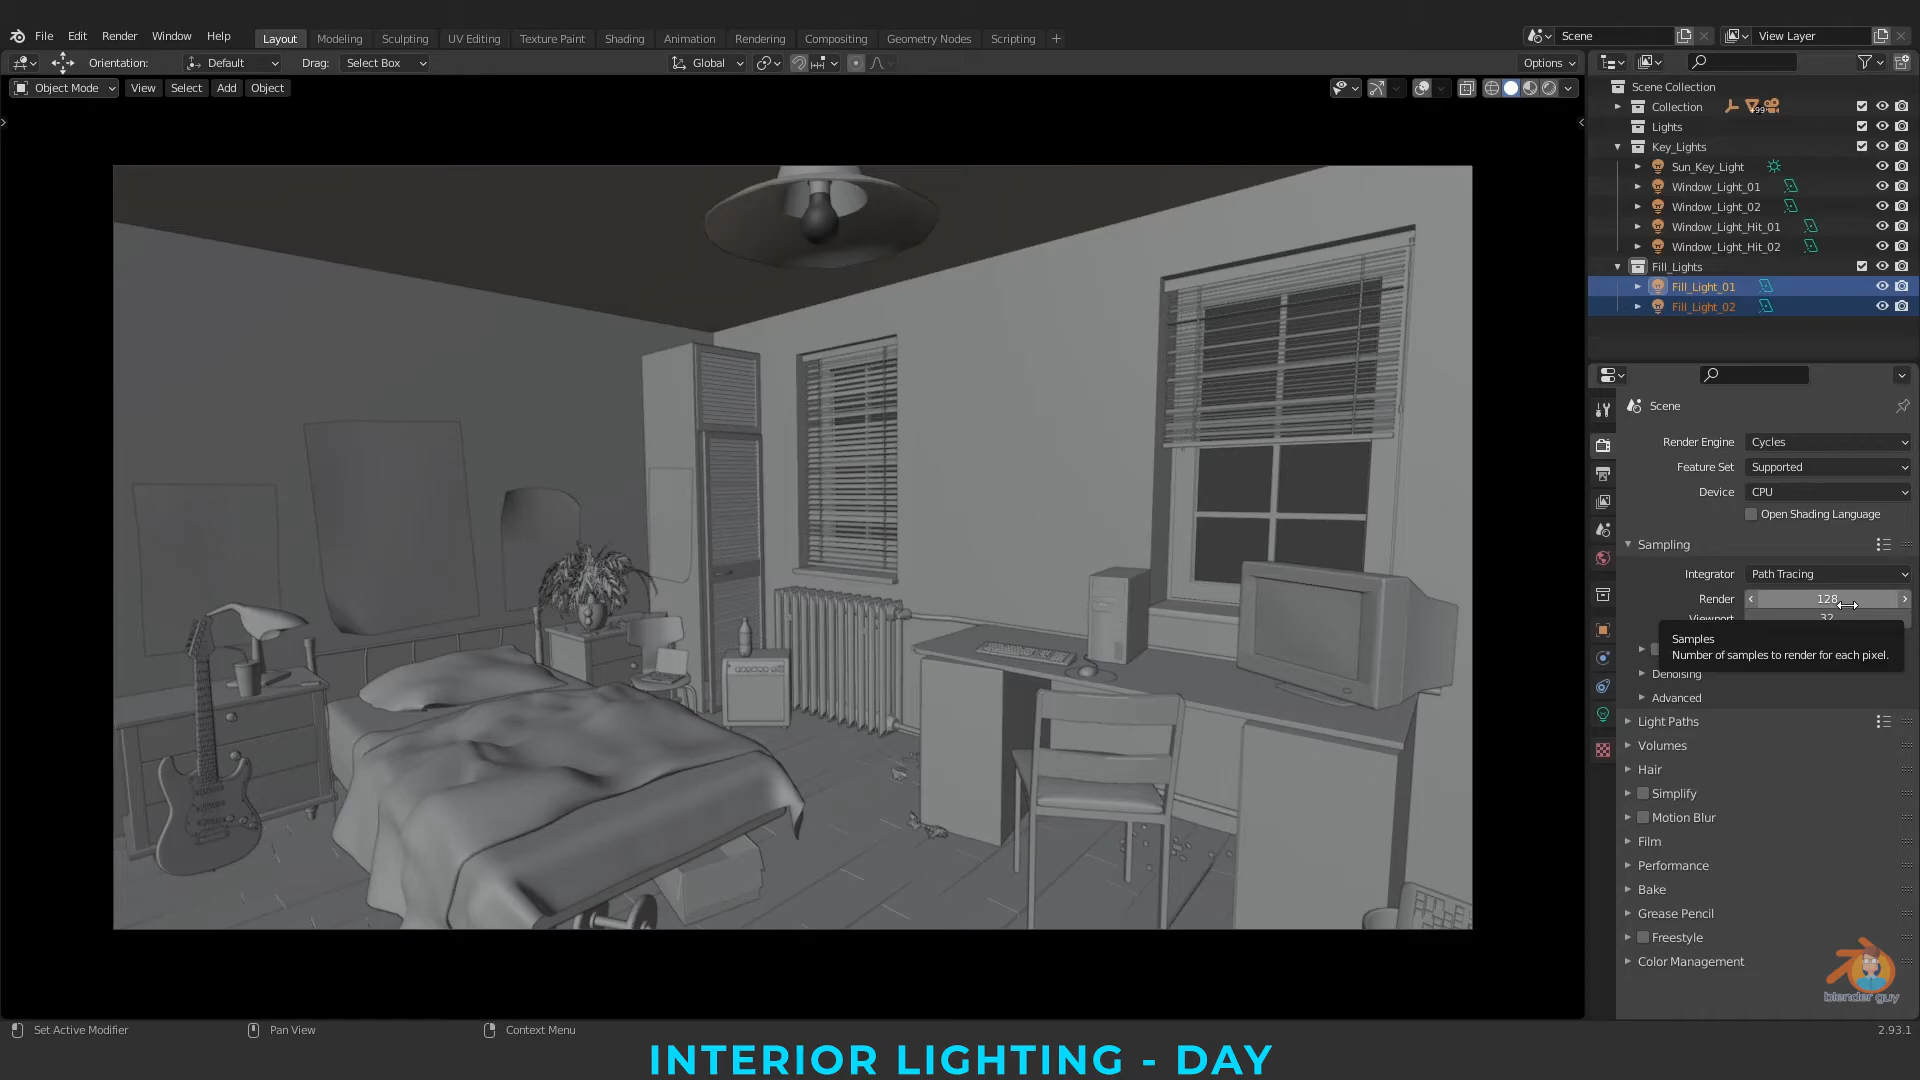 File Edit Render Window Help Layout Modeling Sculpting UV Editing Texture Paint Shading Animation Rendering Compositing Geometry Nodes Scripting + Scene View Layer
Orientation: Default Drag: Select Box Global Options
Object Mode View Select Add Object
Scene Collection
Collection +99
Lights
Key_Lights
Sun_Key_Light
Window_Light_01
Window_Light_02
Window_Light_Hit_01
Window_Light_Hit_02
Fill_Lights
Fill_Light_01
Fill_Light_02
Scene
Render Engine Cycles
Feature Set Supported
Device CPU
Open Shading Language
Sampling
Integrator Path Tracing
Render 128
Viewport 32
Samples
Number of samples to render for each pixel.
Denoising
Advanced
Light Paths
Volumes
Hair
Simplify
Motion Blur
Film
Performance
Bake
Grease Pencil
Freestyle
Color Management
blender guy
Set Active Modifier Pan View Context Menu 2.93.1
INTERIOR LIGHTING - DAY